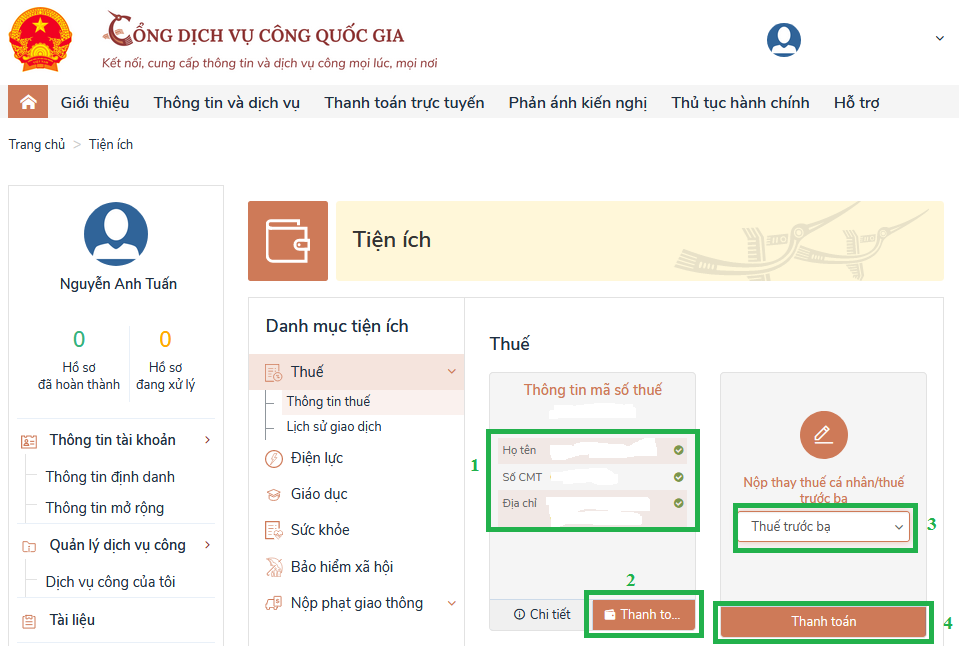 CỔNG DỊCH VỤ CÔNG QUỐC GIA
Kết nối, cung cấp thông tin và dịch vụ công mọi lúc, mọi nơi
Giới thiệu Thông tin và dịch vụ Thanh toán trực tuyến Phản ánh kiến nghị Thủ tục hành chính Hỗ trợ
Trang chủ > Tiện ích
Nguyễn Anh Tuấn
0 0
Hồ sơ Hồ sơ
đã hoàn thành đang xử lý
Thông tin tài khoản
Thông tin định danh
Thông tin mở rộng
Quản lý dịch vụ công
Dịch vụ công của tôi
Tài liệu
Tiện ích
Danh mục tiện ích
Thuế
Thông tin thuế
Lịch sử giao dịch
Điện lực
Giáo dục
Sức khỏe
Bảo hiểm xã hội
Nộp phạt giao thông
Thuế
Thông tin mã số thuế
1
Họ tên
Số CMT
Địa chỉ
2
Chi tiết
Thanh to...
Nộp thay thuế cá nhân/thuế
trước bạ
Thuế trước bạ
3
Thanh toán
4